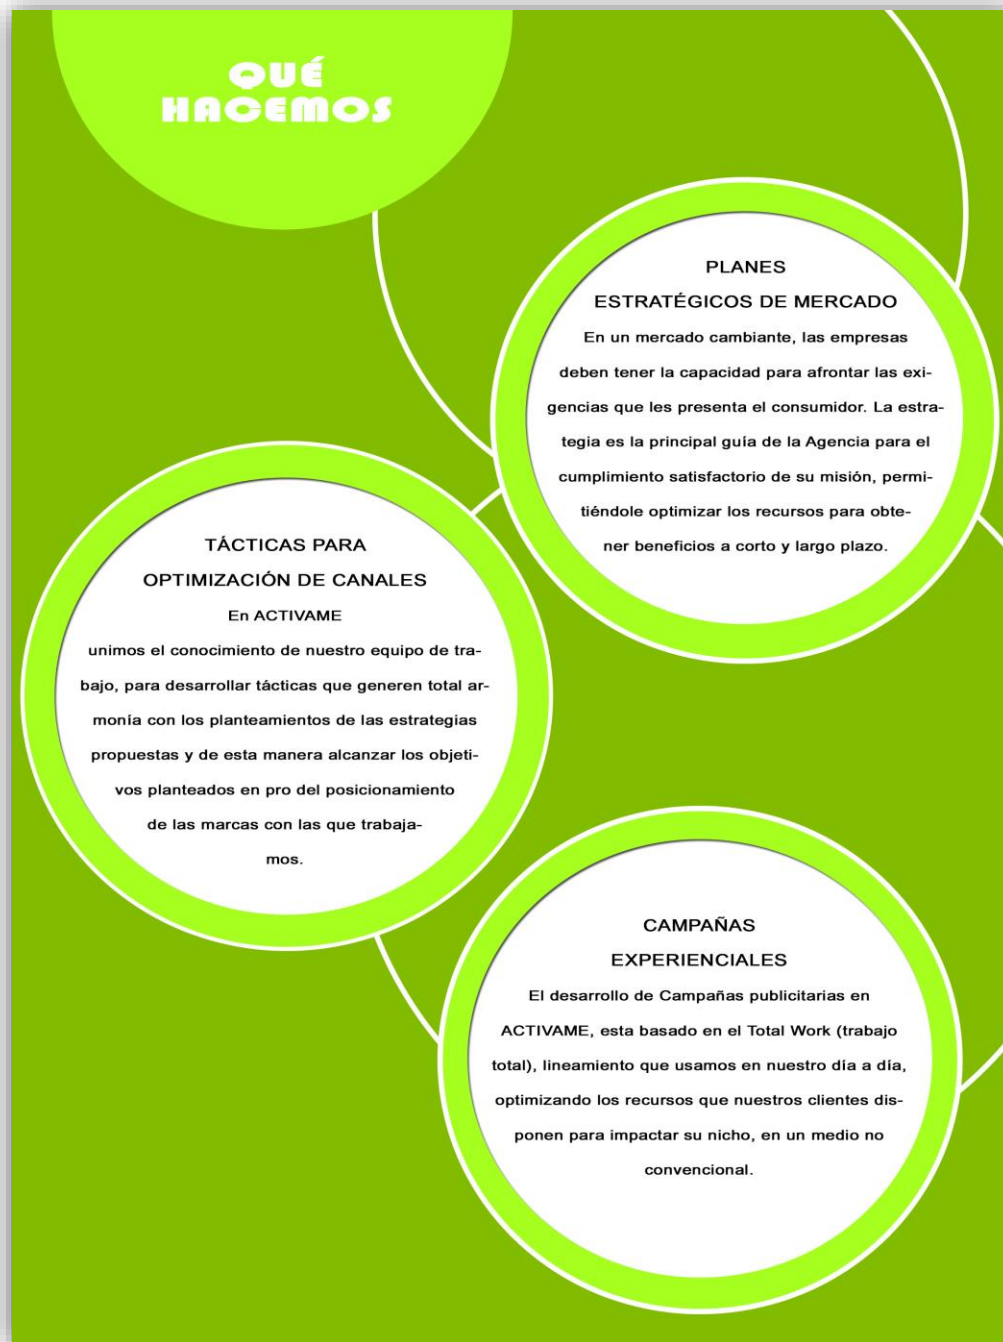 QUÉ
HACEMOS
PLANES
ESTRATÉGICOS DE MERCADO
En un mercado cambiante, las empresas
deben tener la capacidad para afrontar las exi-
gencias que les presenta el consumidor. La estra-
tegia es la principal guía de la Agencia para el
cumplimiento satisfactorio de su misión, permi-
tiéndole optimizar los recursos para obte-
ner beneficios a corto y largo plazo.
TÁCTICAS PARA
OPTIMIZACIÓN DE CANALES
En ACTIVAME
unimos el conocimiento de nuestro equipo de tra-
bajo, para desarrollar tácticas que generen total ar-
monía con los planteamientos de las estrategias
propuestas y de esta manera alcanzar los objeti-
vos planteados en pro del posicionamiento
de las marcas con las que trabaja-
mos.
CAMPAÑAS
EXPERIENCIALES
El desarrollo de Campañas publicitarias en
ACTIVAME, esta basado en el Total Work (trabajo
total), lineamiento que usamos en nuestro día a día,
optimizando los recursos que nuestros clientes dis-
ponen para impactar su nicho, en un medio no
convencional.